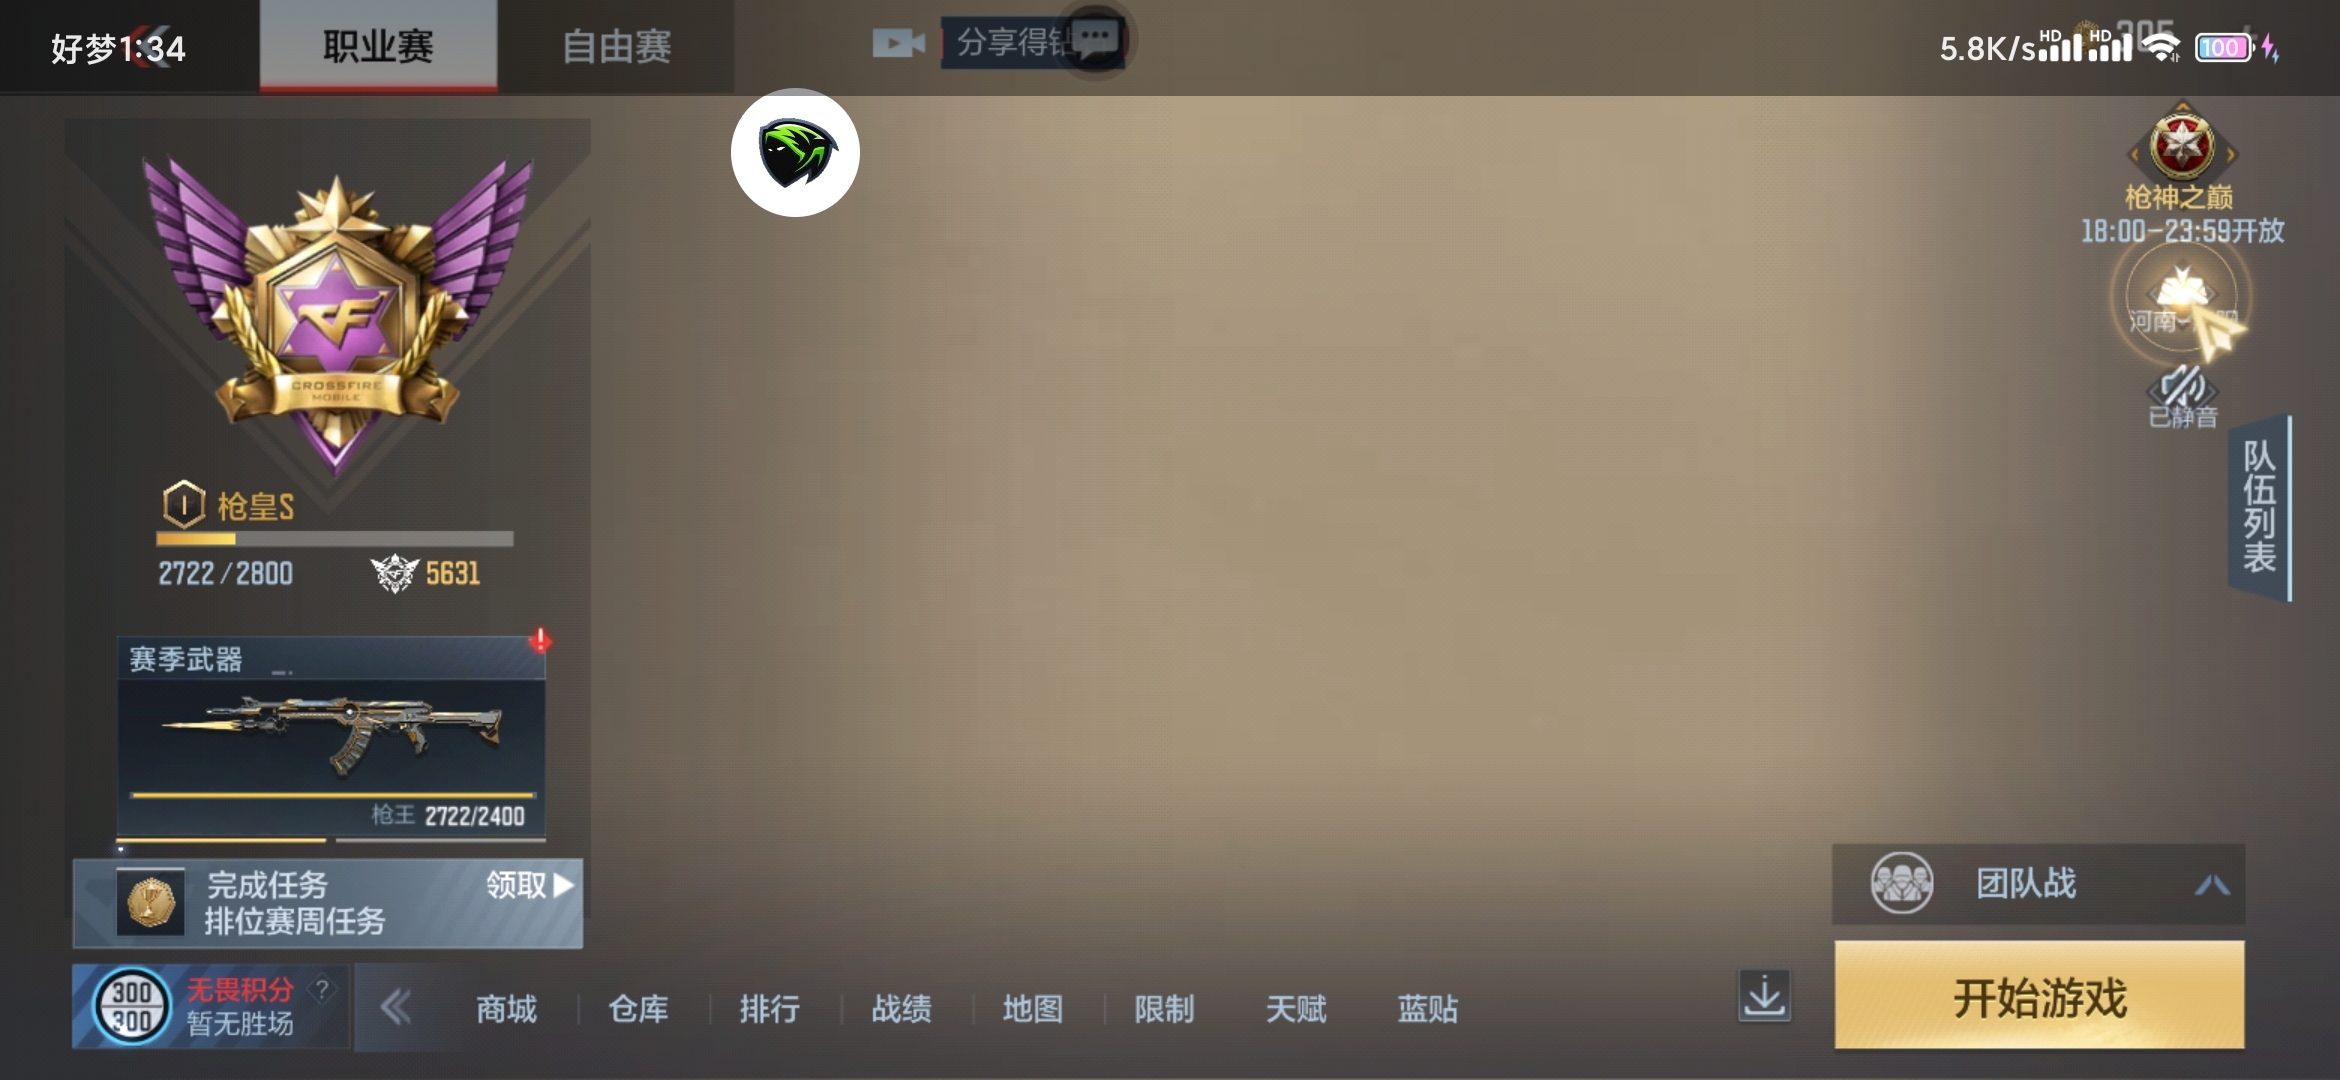 好梦1:34
职业赛
自由赛
分享得钻
5.8K/s
HD
HD
305
100
枪神之巅
18:00-23:59开放
河南-
已静音
队伍列表
CROSSFIRE
MOBILE
枪皇S
2722/2800
5631
赛季武器
枪王 2722/2400
完成任务
领取
排位赛周任务
300
300
无畏积分
?
暂无胜场
商城
仓库
排行
战绩
地图
限制
天赋
蓝贴
团队战
开始游戏